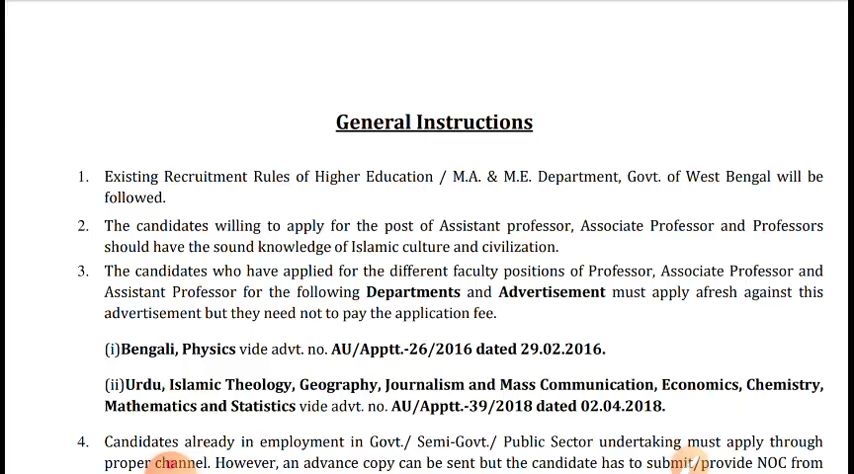 General Instructions
1. Existing Recruitment Rules of Higher Education / M.A. & M.E. Department, Govt. of West Bengal will be
followed.
2. The candidates willing to apply for the post of Assistant professor, Associate Professor and Professors
should have the sound knowledge of Islamic culture and civilization.
3. The candidates who have applied for the different faculty positions of Professor, Associate Professor and
Assistant Professor for the following Departments and Advertisement must apply afresh against this
advertisement but they need not to pay the application fee.
(i)Bengali, Physics vide advt. no. AU/Apptt.-26/2016 dated 29.02.2016.
(ii)Urdu, Islamic Theology, Geography, Journalism and Mass Communication, Economics, Chemistry,
Mathematics and Statistics vide advt. no. AU/Apptt.-39/2018 dated 02.04.2018.
4. Candidates already in employment in Govt./ Semi-Govt./ Public Sector undertaking must apply through
proper channel. However, an advance copy can be sent but the candidate has to submit/provide NOC from